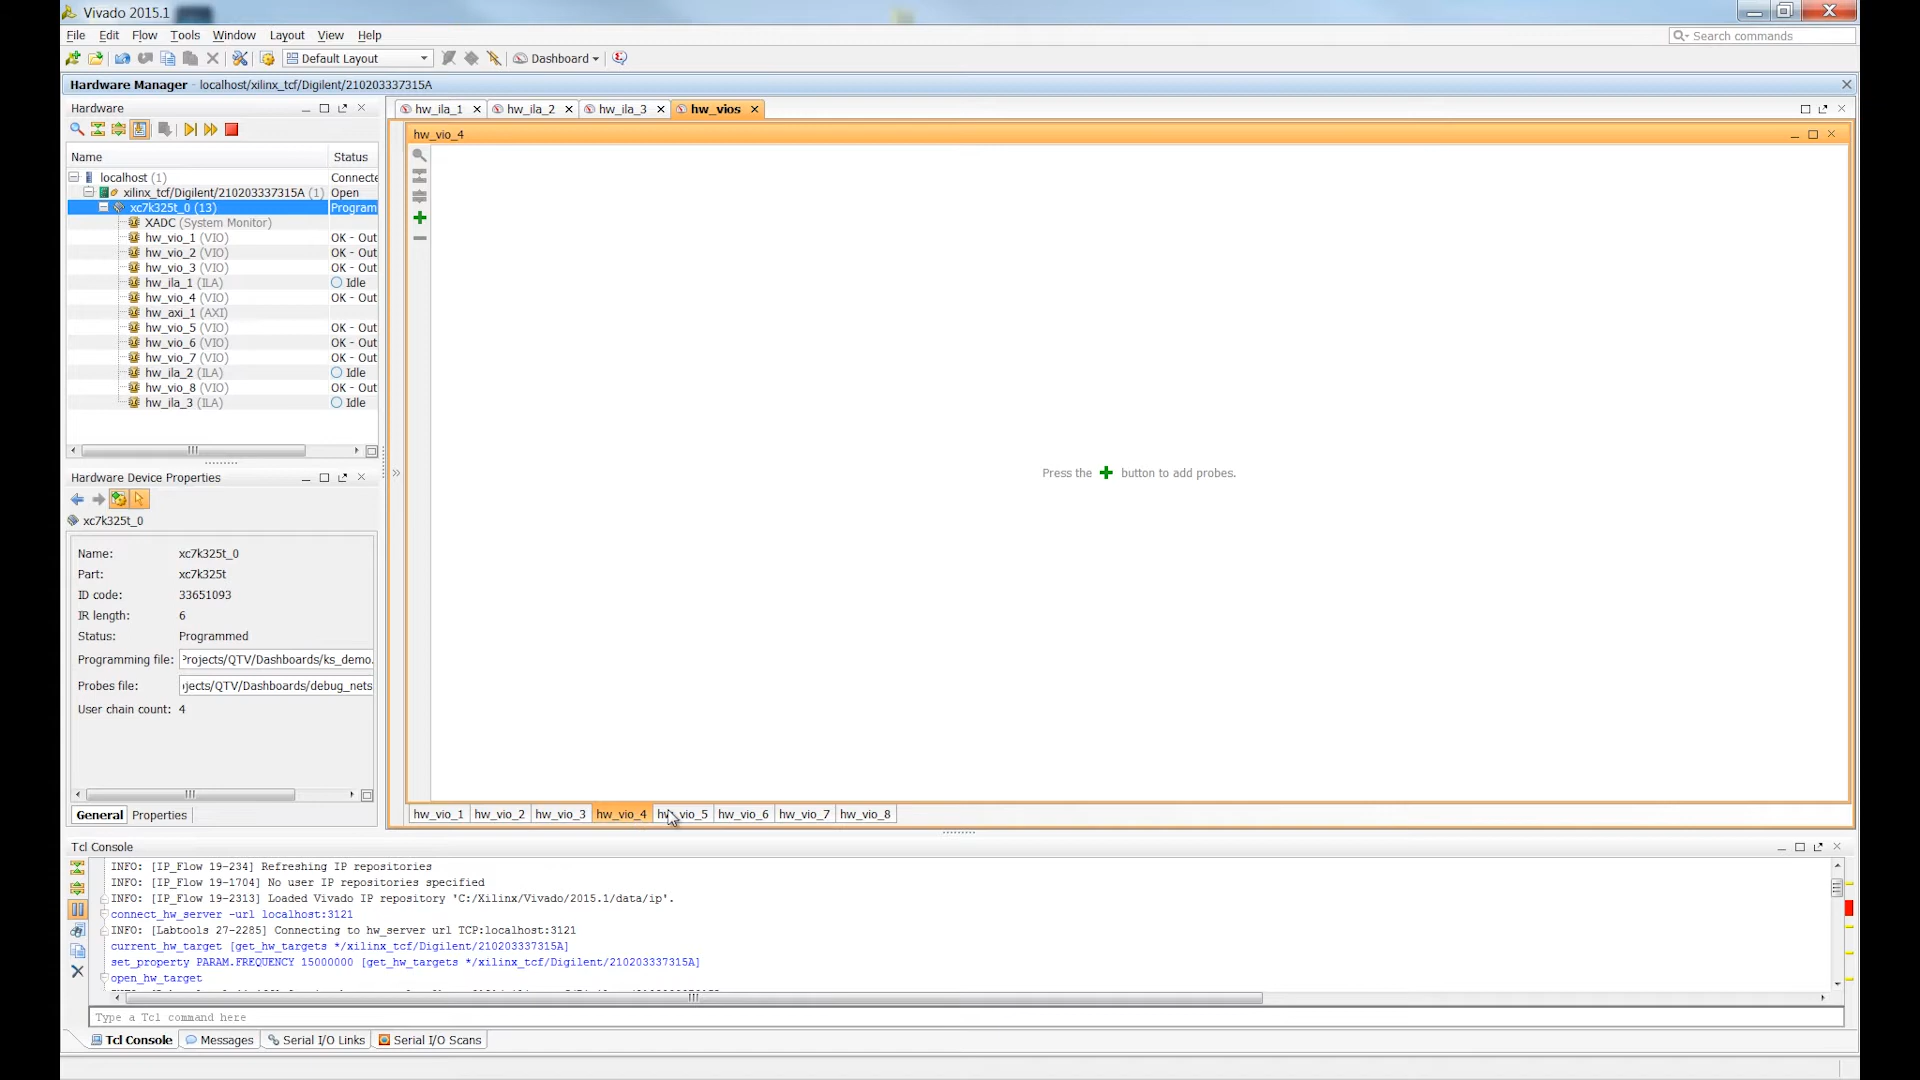 Vivado 2015.1
File Edit Flow Tools Window Layout View Help
Search commands
Default Layout
Dashboard
Hardware Manager - localhost/xilinx_tcf/Digilent/210203337315A
Hardware
Name Status
localhost (1) Connecte
xilinx_tcf/Digilent/210203337315A (1) Open
xc7k325t_0 (13) Program
XADC (System Monitor)
hw_vio_1 (VIO) OK - Out
hw_vio_2 (VIO) OK - Out
hw_vio_3 (VIO) OK - Out
hw_ila_1 (ILA) Idle
hw_vio_4 (VIO) OK - Out
hw_axi_1 (AXI)
hw_vio_5 (VIO) OK - Out
hw_vio_6 (VIO) OK - Out
hw_vio_7 (VIO) OK - Out
hw_ila_2 (ILA) Idle
hw_vio_8 (VIO) OK - Out
hw_ila_3 (ILA) Idle
Hardware Device Properties
xc7k325t_0
Name: xc7k325t_0
Part: xc7k325t
ID code: 33651093
IR length: 6
Status: Programmed
Programming file: Projects/QTV/Dashboards/ks_demo.
Probes file: jects/QTV/Dashboards/debug_nets
User chain count: 4
General Properties
hw_ila_1 hw_ila_2 hw_ila_3 hw_vios
hw_vio_4
Press the + button to add probes.
hw_vio_1 hw_vio_2 hw_vio_3 hw_vio_4 hw_vio_5 hw_vio_6 hw_vio_7 hw_vio_8
Tcl Console
INFO: [IP_Flow 19-234] Refreshing IP repositories
INFO: [IP_Flow 19-1704] No user IP repositories specified
INFO: [IP_Flow 19-2313] Loaded Vivado IP repository 'C:/Xilinx/Vivado/2015.1/data/ip'.
connect_hw_server -url localhost:3121
INFO: [Labtools 27-2285] Connecting to hw_server url TCP:localhost:3121
current_hw_target [get_hw_targets */xilinx_tcf/Digilent/210203337315A]
set_property PARAM.FREQUENCY 15000000 [get_hw_targets */xilinx_tcf/Digilent/210203337315A]
open_hw_target
Type a Tcl command here
Tcl Console Messages Serial I/O Links Serial I/O Scans